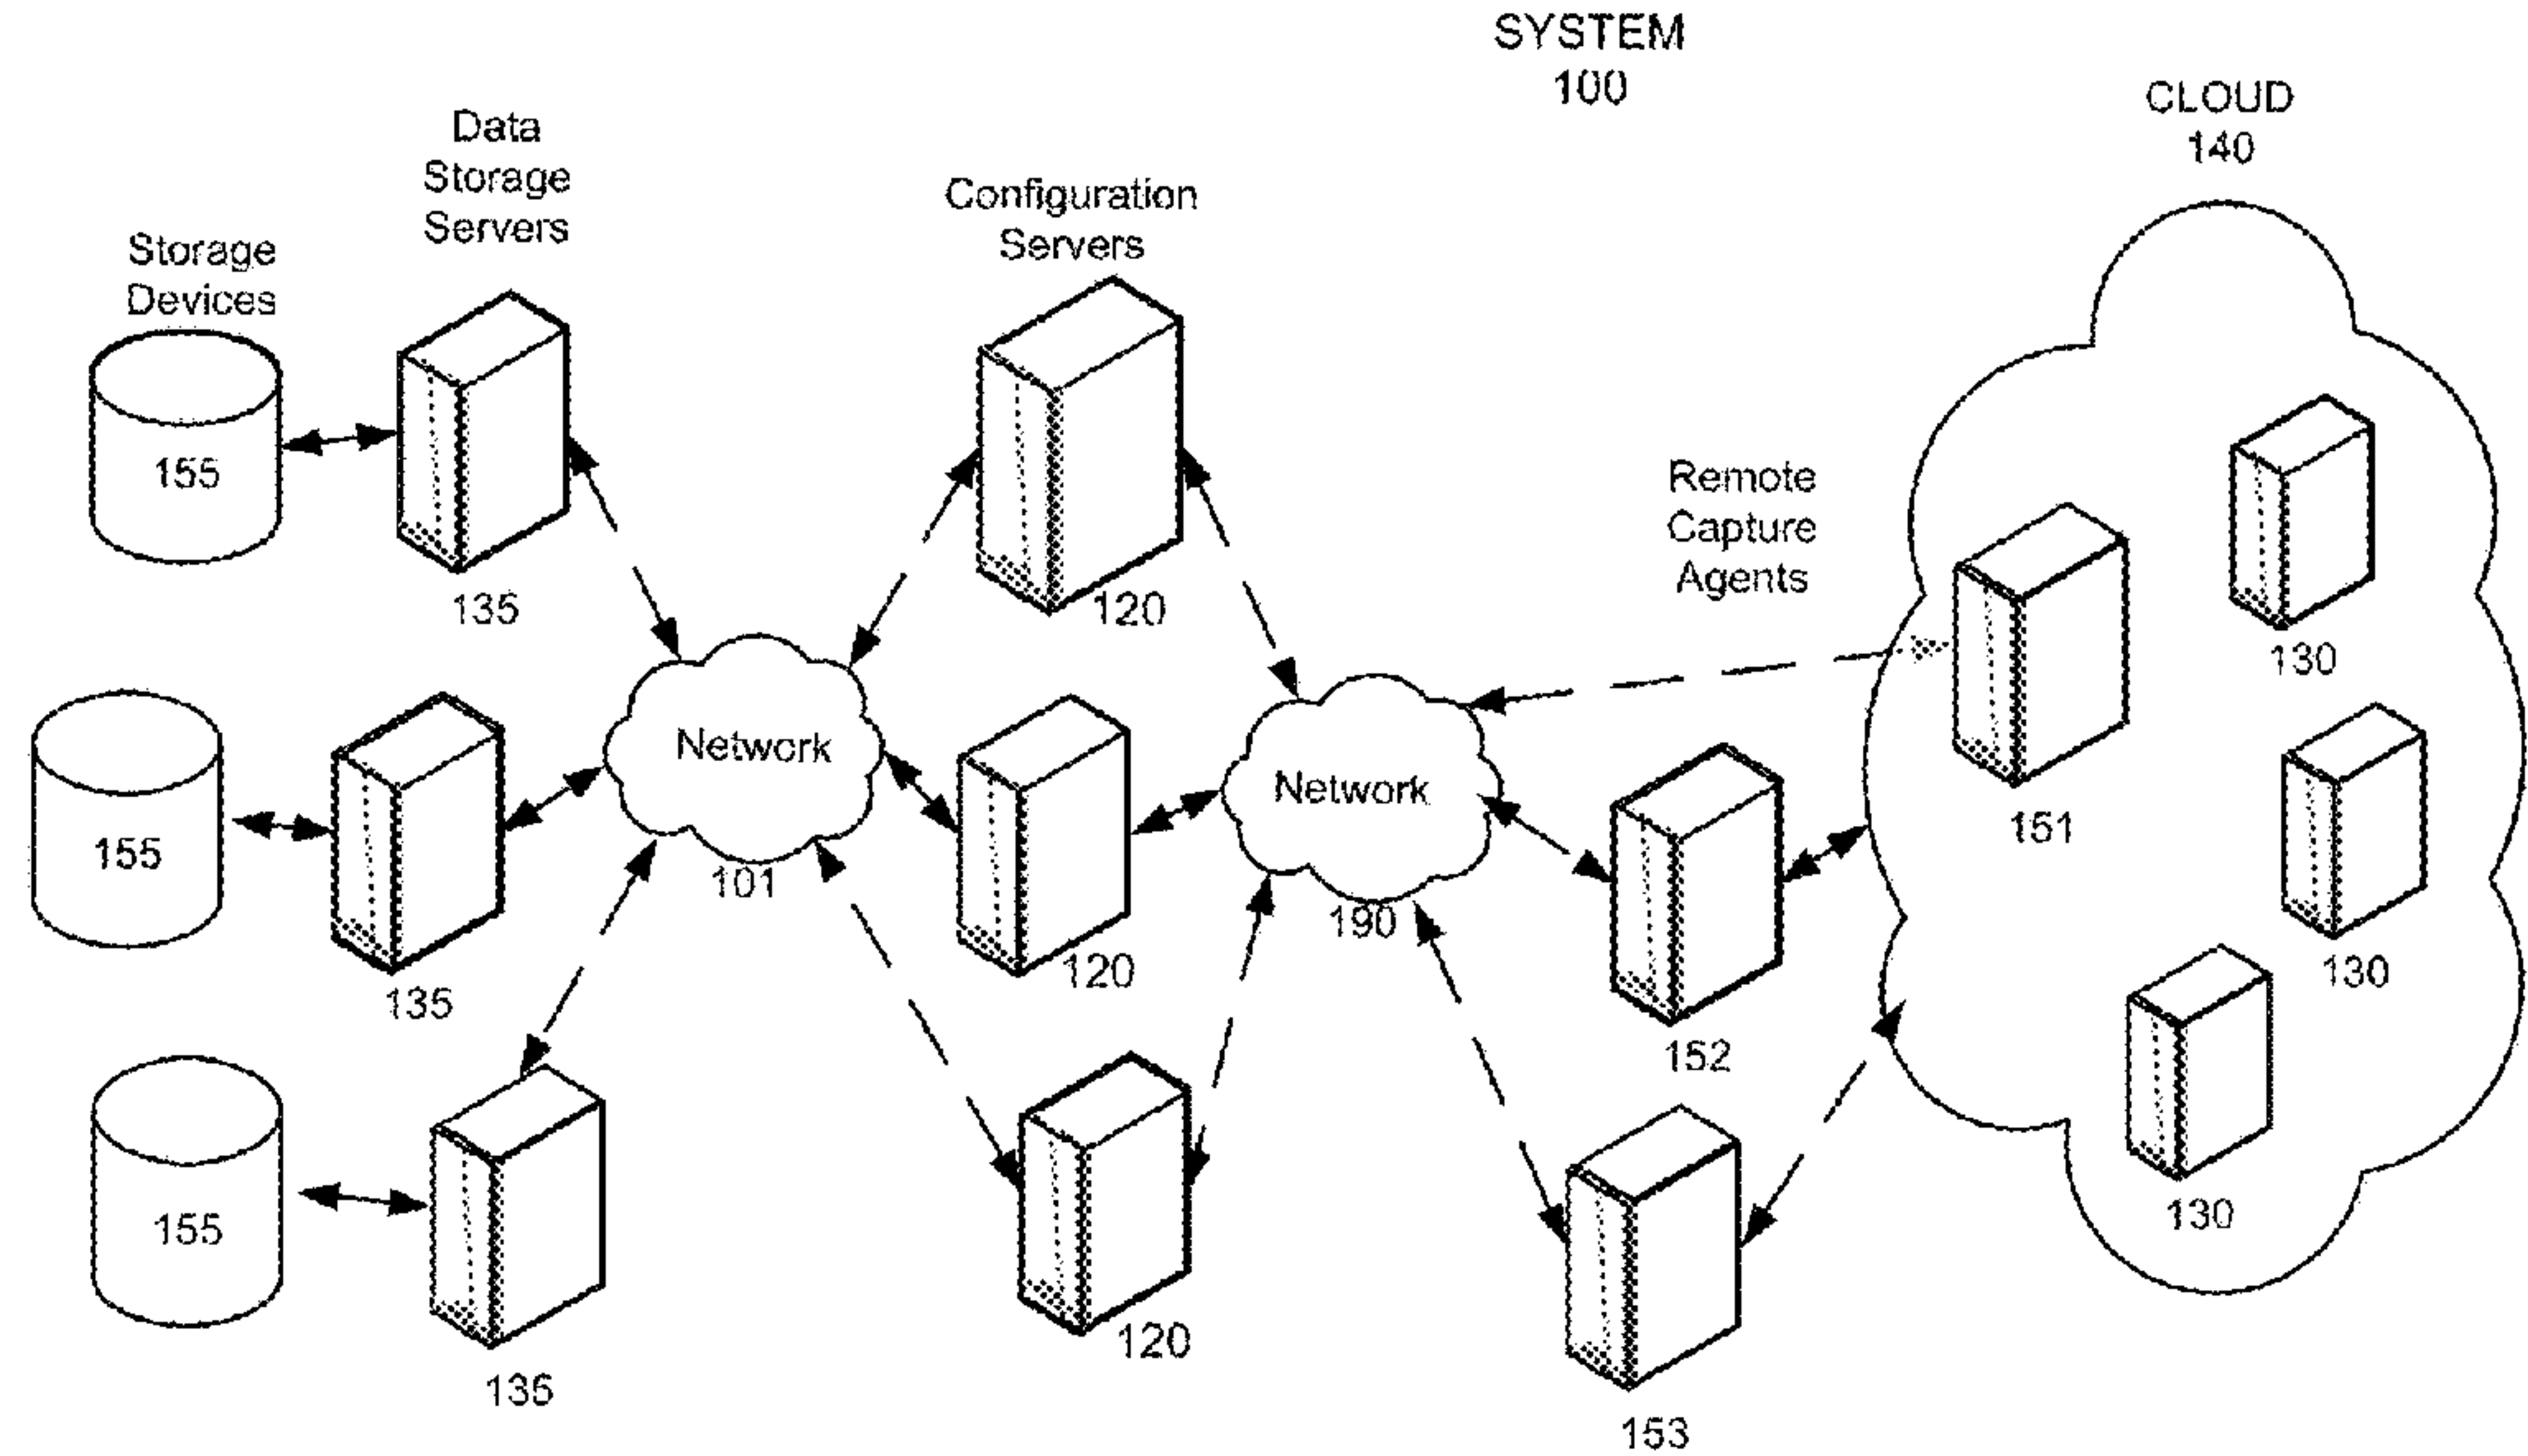 SYSTEM
100
CLOUD
140
Data
Storage
Servers
Configuration
Servers
Storage
Devices
Remote
Capture
Agents
155
135
120
130
Network
101
Network
190
151
155
135
120
152
130
155
135
120
153
130